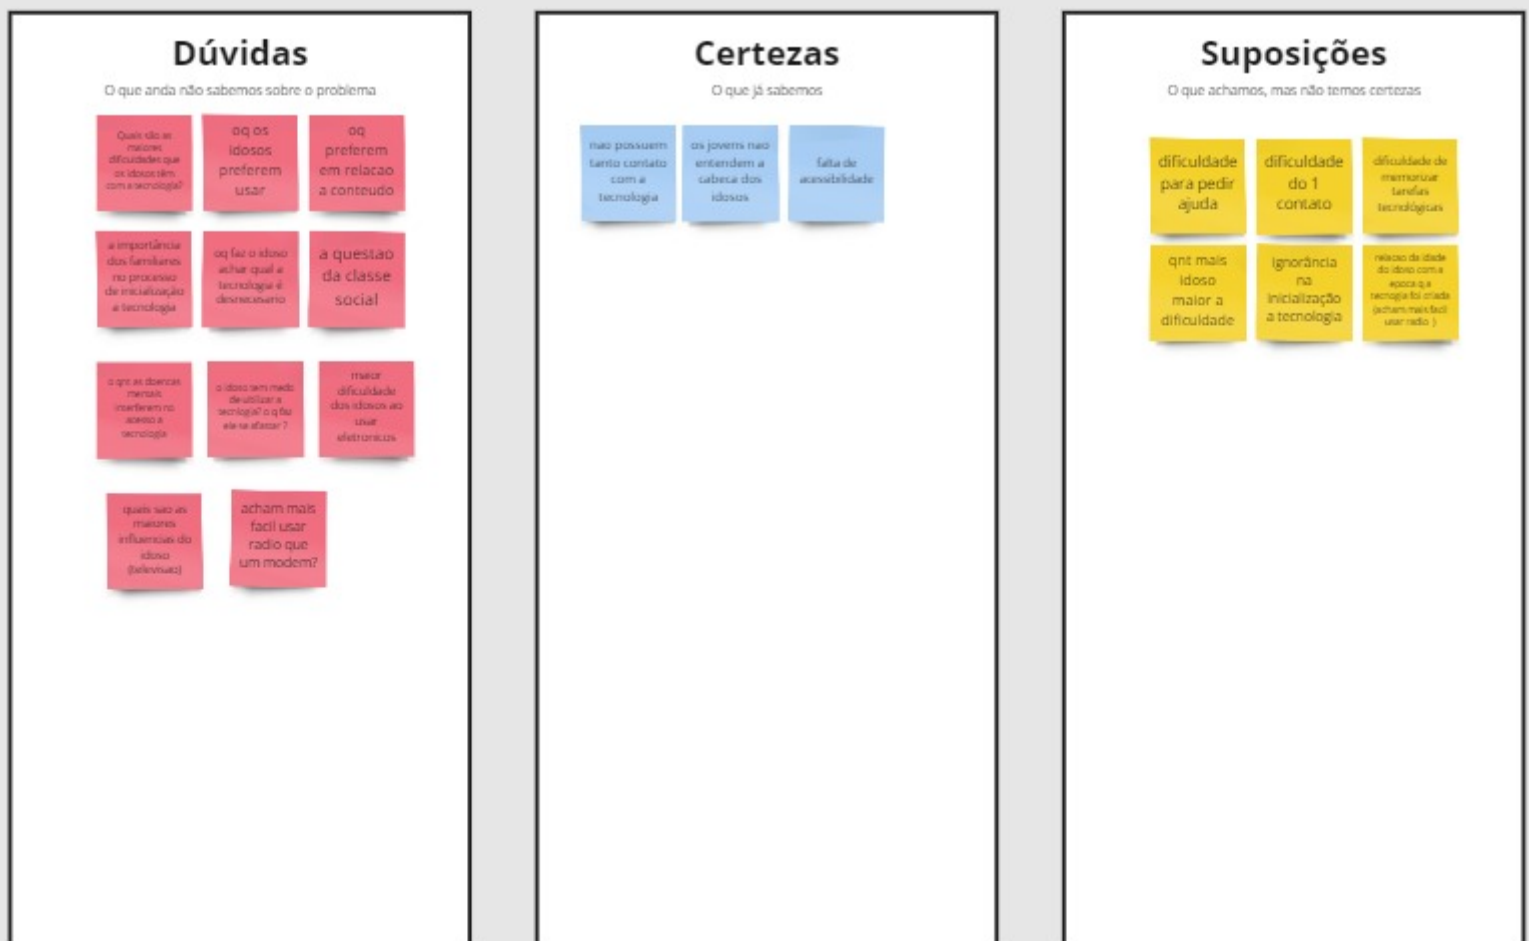 Dúvidas
O que anda não sabemos sobre o problema
Quais são as
maiores
dificuldades que
os idosos têm
com a tecnologia?
oq os
idosos
preferem
usar
oq
preferem
em relacao
a conteudo
a importância
dos familiares
no processo
de inicialização
a tecnologia
oq faz o idoso
achar qual a
tecnologia é
desnecesario
a questao
da classe
social
o qnt as doencas
mentais
interferem no
acesso a
tecnologia
o idoso tem medo
de utilizar a
tecnlogia? o q faz
ele se afastar ?
maior
dificuldade
dos idosos ao
usar
eletronicos
quais sao as
maiores
influencias do
idoso
(televisao)
acham mais
facil usar
radio que
um modem?
Certezas
O que já sabemos
nao possuem
tanto contato
com a
tecnologia
os jovens nao
entendem a
cabeca dos
idosos
falta de
acessibilidade
Suposições
O que achamos, mas não temos certezas
dificuldade
para pedir
ajuda
dificuldade
do 1
contato
dificuldade de
memorizar
tarefas
tecnológicas
qnt mais
idoso
maior a
dificuldade
ignorância
na
inicialização
a tecnologia
relacao da idade
do idoso com a
epoca q a
tecnogia foi criada
(acham mais facil
usar radio )